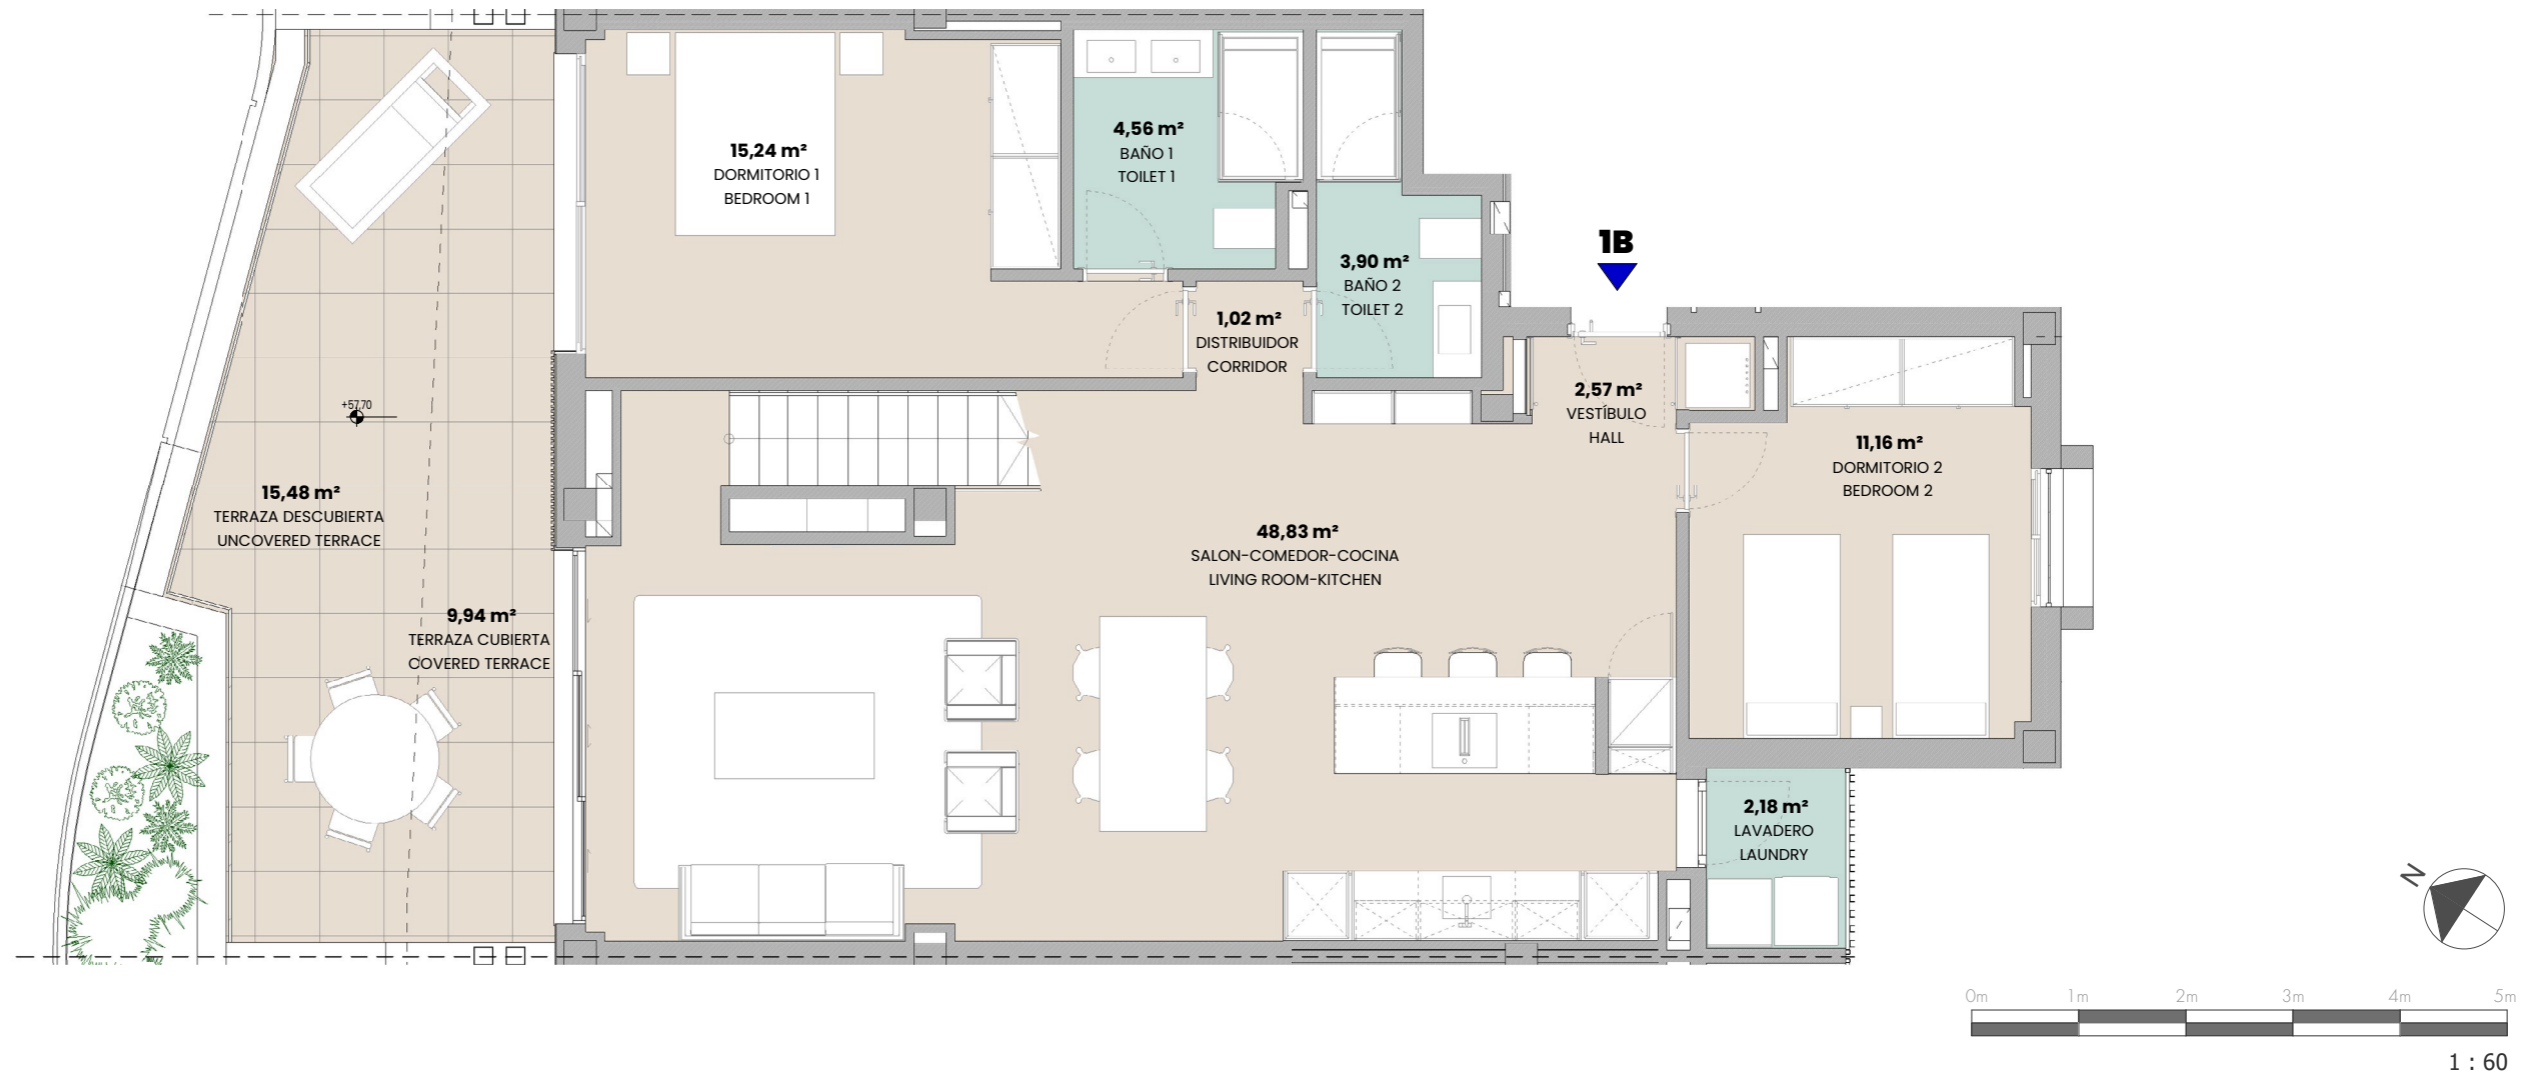 15,24 m²
DORMITORIO 1
BEDROOM 1
4,56 m²
BAÑO 1
TOILET 1
3,90 m²
BAÑO 2
TOILET 2
1B
1,02 m²
DISTRIBUIDOR
CORRIDOR
2,57 m²
VESTÍBULO
HALL
11,16 m²
DORMITORIO 2
BEDROOM 2
+57,70
15,48 m²
TERRAZA DESCUBIERTA
UNCOVERED TERRACE
48,83 m²
SALON-COMEDOR-COCINA
LIVING ROOM-KITCHEN
9,94 m²
TERRAZA CUBIERTA
COVERED TERRACE
2,18 m²
LAVADERO
LAUNDRY
N
0m 1m 2m 3m 4m 5m
1 : 60